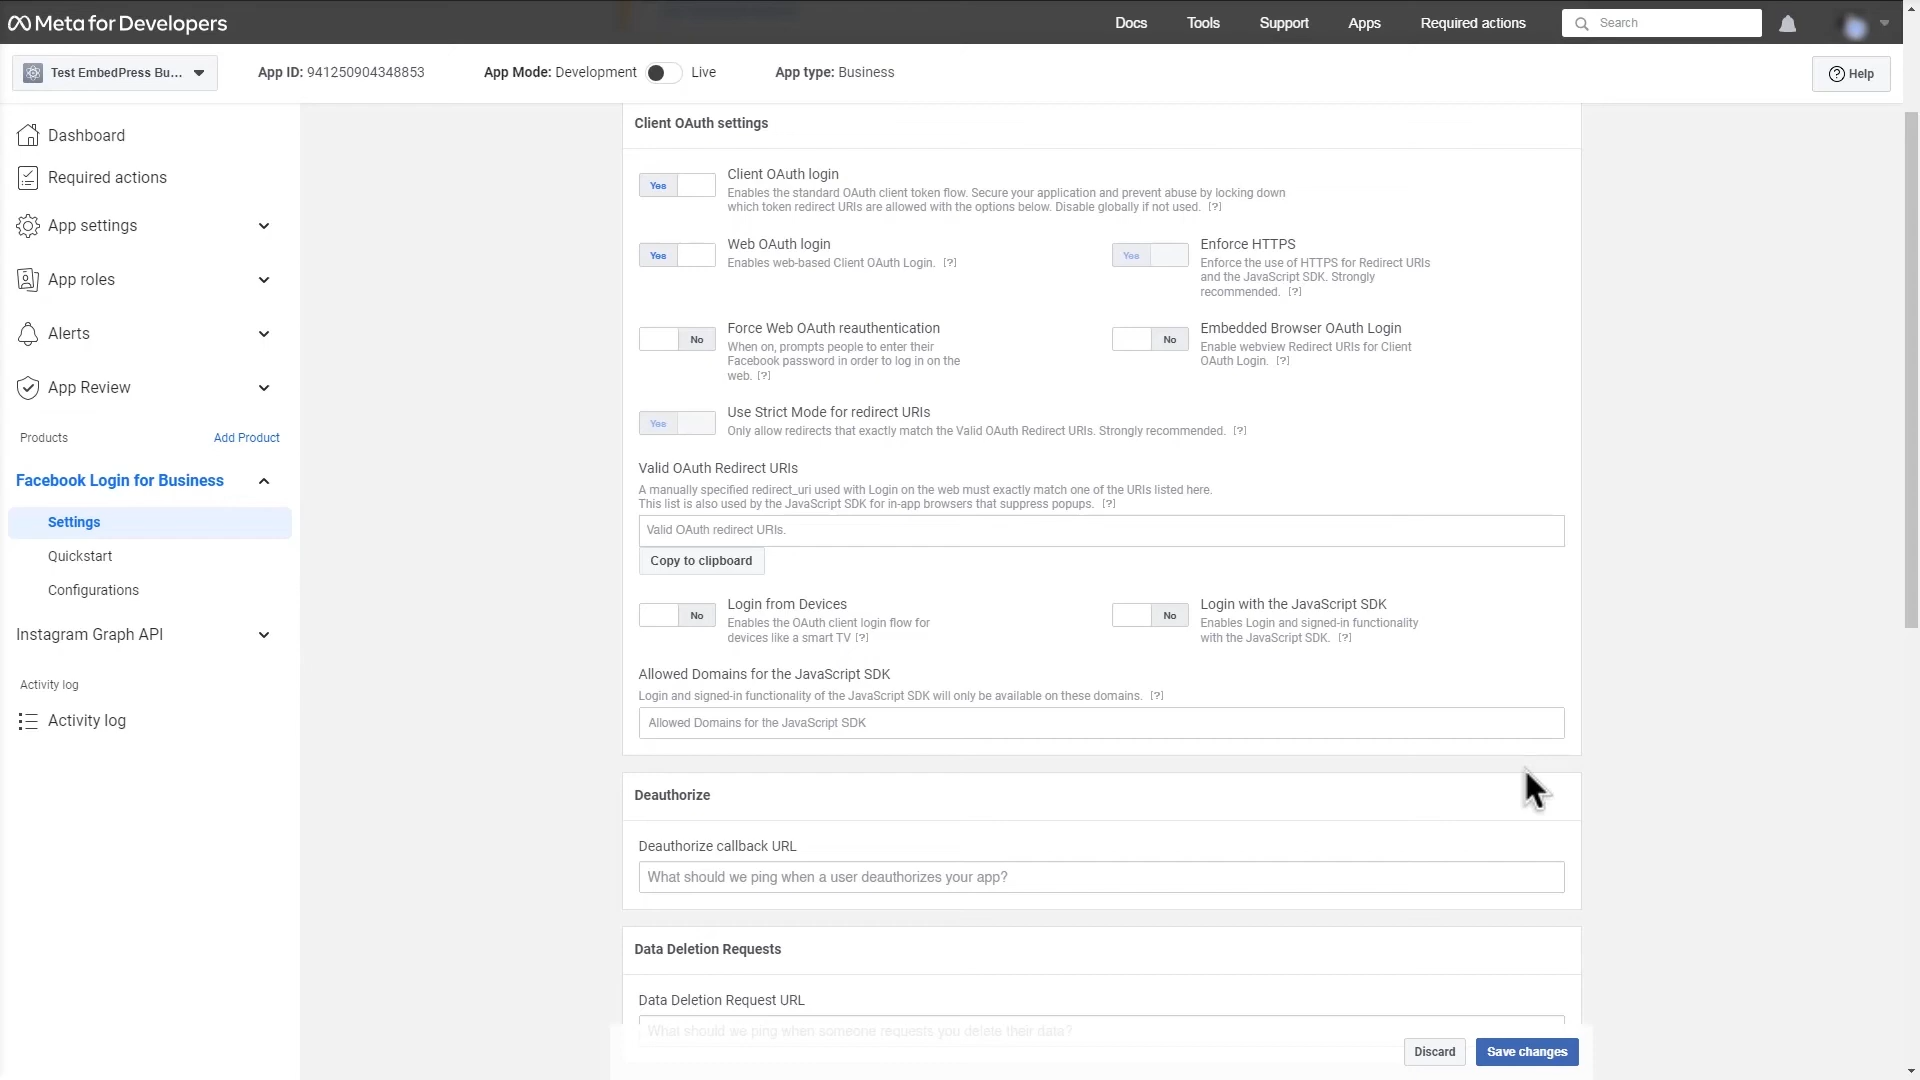 Meta for Developers
Docs
Tools
Support
Apps
Required actions
Search
Test EmbedPress Bu...
App ID: 941250904348853
App Mode: Development
Live
App type: Business
Help
Dashboard
Required actions
App settings
App roles
Alerts
App Review
Products
Add Product
Facebook Login for Business
Settings
Quickstart
Configurations
Instagram Graph API
Activity log
Activity log
Client OAuth settings
Yes
Client OAuth login
Enables the standard OAuth client token flow. Secure your application and prevent abuse by locking down
which token redirect URIs are allowed with the options below. Disable globally if not used. [?]
Yes
Web OAuth login
Enables web-based Client OAuth Login. [?]
Yes
Enforce HTTPS
Enforce the use of HTTPS for Redirect URIs
and the JavaScript SDK. Strongly
recommended. [?]
No
Force Web OAuth reauthentication
When on, prompts people to enter their
Facebook password in order to log in on the
web. [?]
No
Embedded Browser OAuth Login
Enable webview Redirect URIs for Client
OAuth Login. [?]
Yes
Use Strict Mode for redirect URIs
Only allow redirects that exactly match the Valid OAuth Redirect URIs. Strongly recommended. [?]
Valid OAuth Redirect URIs
A manually specified redirect_uri used with Login on the web must exactly match one of the URIs listed here.
This list is also used by the JavaScript SDK for in-app browsers that suppress popups. [?]
Valid OAuth redirect URIs.
Copy to clipboard
No
Login from Devices
Enables the OAuth client login flow for
devices like a smart TV [?]
No
Login with the JavaScript SDK
Enables Login and signed-in functionality
with the JavaScript SDK. [?]
Allowed Domains for the JavaScript SDK
Login and signed-in functionality of the JavaScript SDK will only be available on these domains. [?]
Allowed Domains for the JavaScript SDK
Deauthorize
Deauthorize callback URL
What should we ping when a user deauthorizes your app?
Data Deletion Requests
Data Deletion Request URL
What should we ping when someone requests you delete their data?
Discard
Save changes